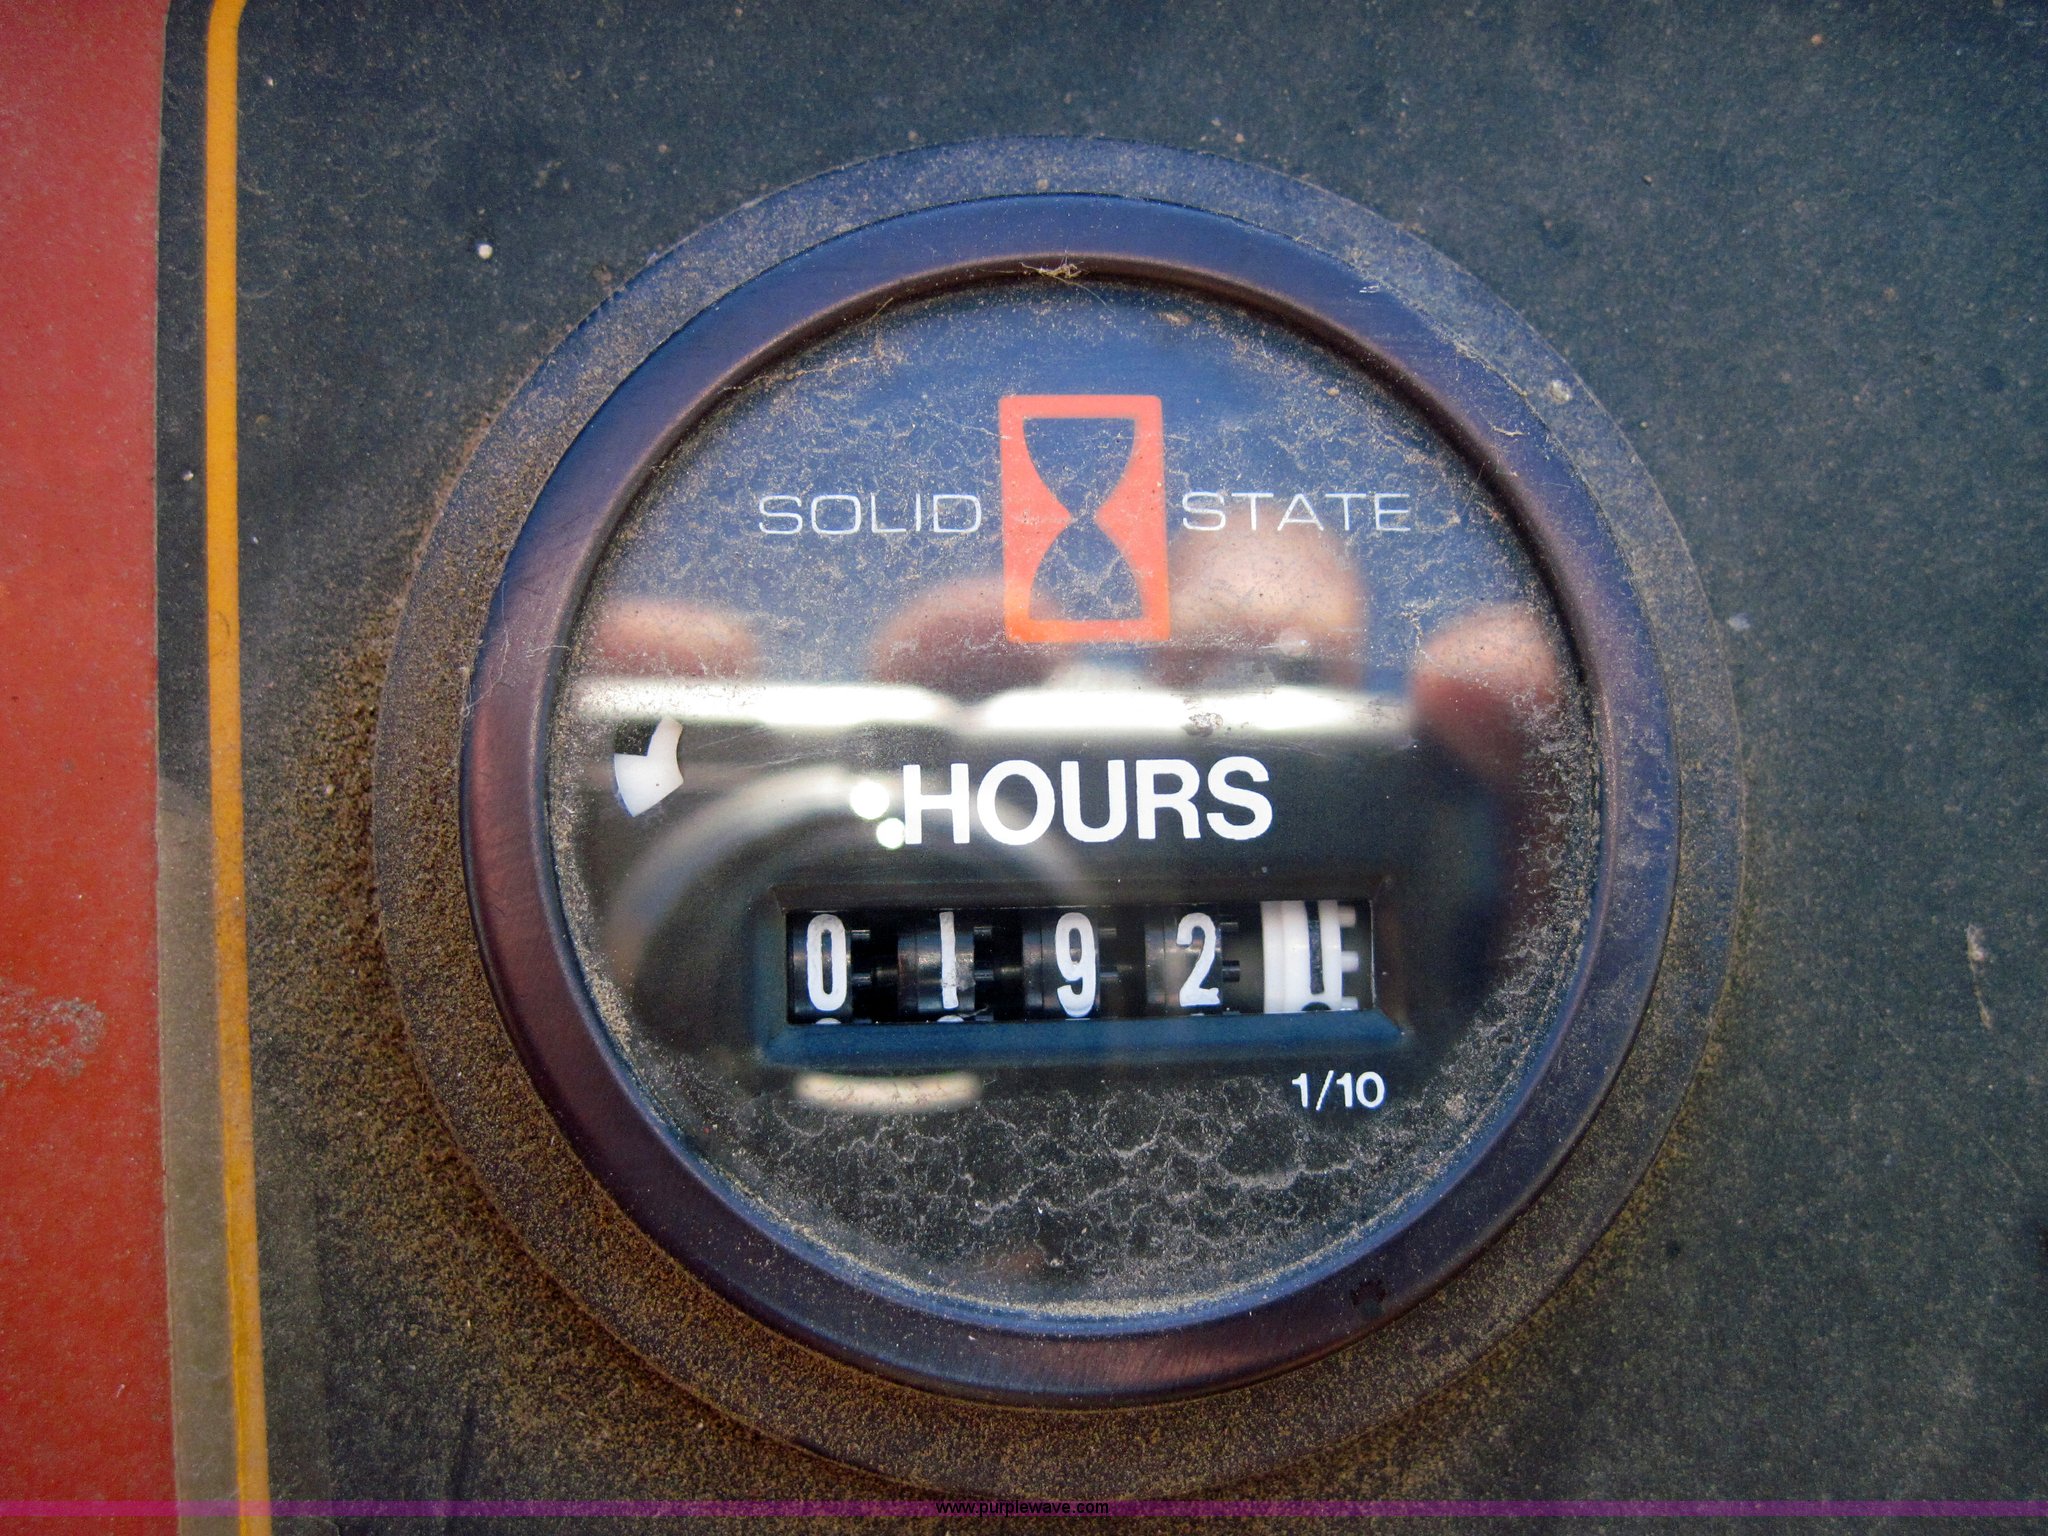 SOLID STATE
HOURS
0192
1/10
www.purplewave.com